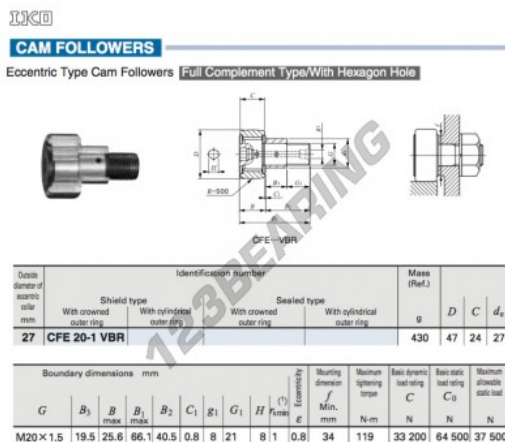 IKO
CAM FOLLOWERS
Eccentric Type Cam Followers Full Complement Type/With Hexagon Hole
C
D
H
R=500
B
CFE···VBR
123BEARING
Outside diameter of eccentric collar mm Identification number Mass (Ref.) g
Shield type Sealed type
With crowned outer ring With cylindrical outer ring With crowned outer ring With cylindrical outer ring D C de
27 CFE 20-1 VBR 430 47 24 27
Boundary dimensions mm
G B3 B max B1 max B2 C1 g1 G1 H rsmin (1) Eccentricity ε Mounting dimension f Min. mm Maximum tightening torque N-m Basic dynamic load rating C N Basic static load rating C0 N Maximum allowable static load N
M20×1.5 19.5 25.6 66.1 40.5 0.8 8 21 8 1 0.8 34 119 33 200 64 500 37 500